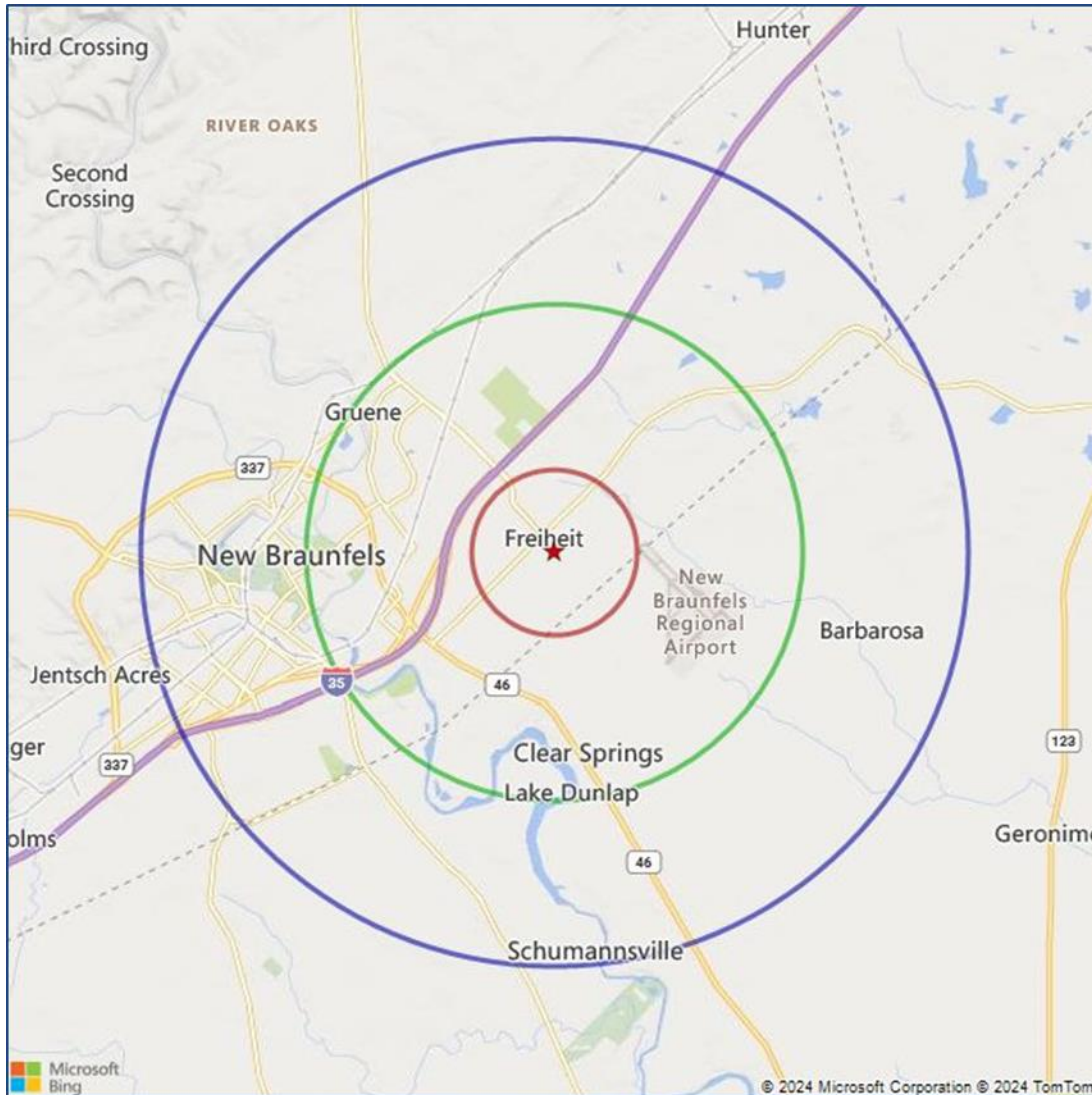 Hunter
hird Crossing
RIVER OAKS
Second
Crossing
Gruene
337
Freiheit
New Braunfels
New
Braunfels
Regional
Airport
Barbarosa
Jentsch Acres
35
46
ger
337
Clear Springs
123
Lake Dunlap
olms
Geronimo
46
Schumannsville
Microsoft
Bing
© 2024 Microsoft Corporation © 2024 TomTom